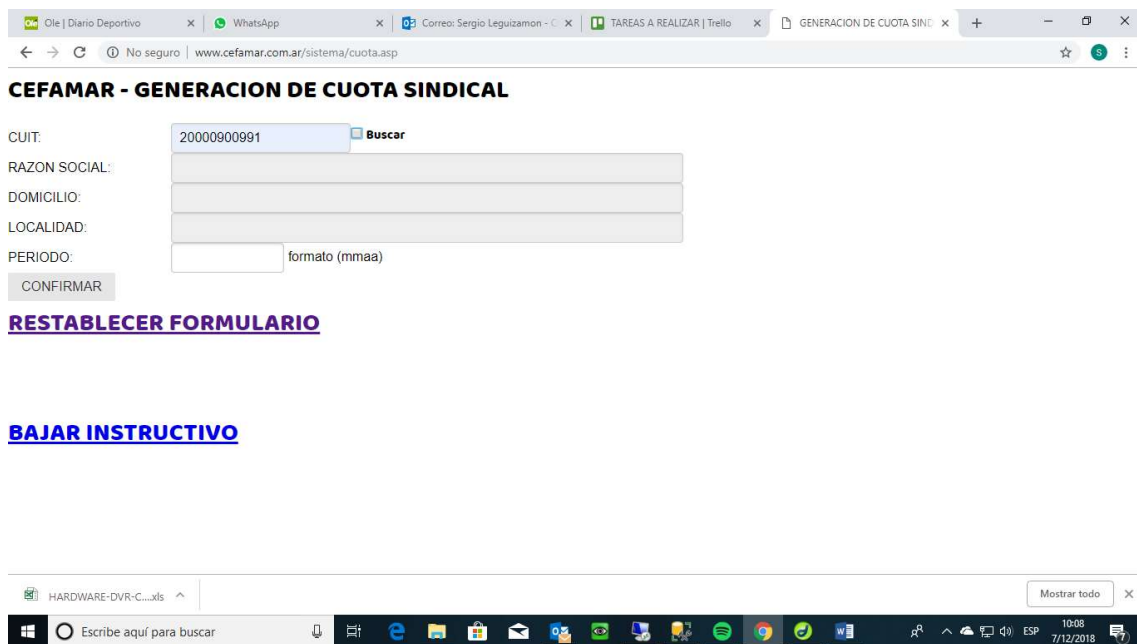 Ole Ole | Diario Deportivo
WhatsApp
Correo: Sergio Leguizamon - O
TAREAS A REALIZAR | Trello
GENERACION DE CUOTA SIND
No seguro | www.cefamar.com.ar/sistema/cuota.asp
S
CEFAMAR - GENERACION DE CUOTA SINDICAL
CUIT: 20000900991 Buscar
RAZON SOCIAL:
DOMICILIO:
LOCALIDAD:
PERIODO: formato (mmaa)
CONFIRMAR
RESTABLECER FORMULARIO
BAJAR INSTRUCTIVO
HARDWARE-DVR-C....xls
Mostrar todo
Escribe aquí para buscar
ESP
10:08
7/12/2018